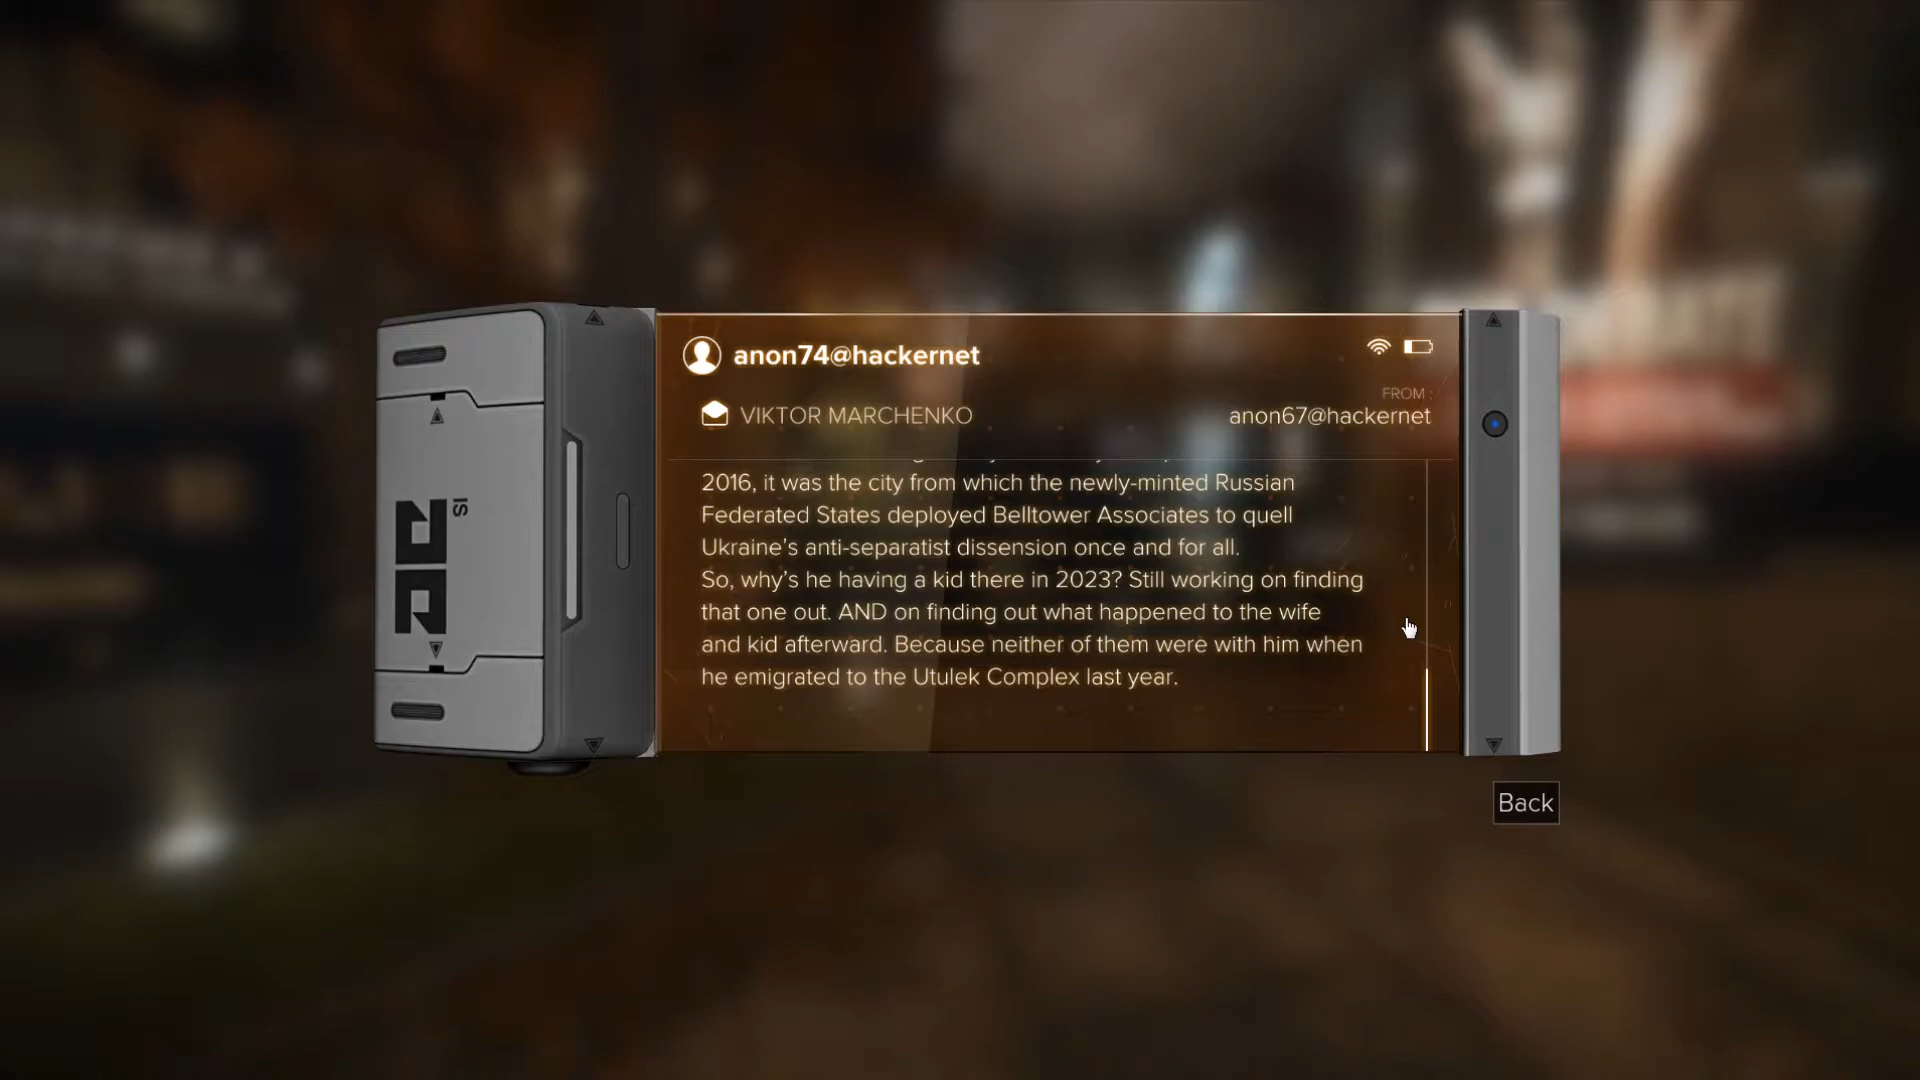 anon74@hackernet
FROM :
VIKTOR MARCHENKO
anon67@hackernet
2016, it was the city from which the newly-minted Russian
Federated States deployed Belltower Associates to quell
Ukraine's anti-separatist dissension once and for all.
So, why's he having a kid there in 2023? Still working on finding
that one out. AND on finding out what happened to the wife
and kid afterward. Because neither of them were with him when
he emigrated to the Utulek Complex last year.
Back